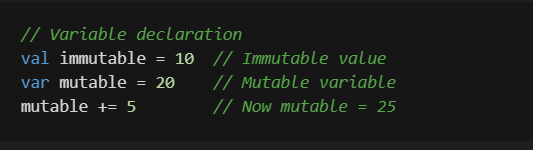 // Variable declaration
val immutable = 10  // Immutable value
var mutable = 20    // Mutable variable
mutable += 5        // Now mutable = 25